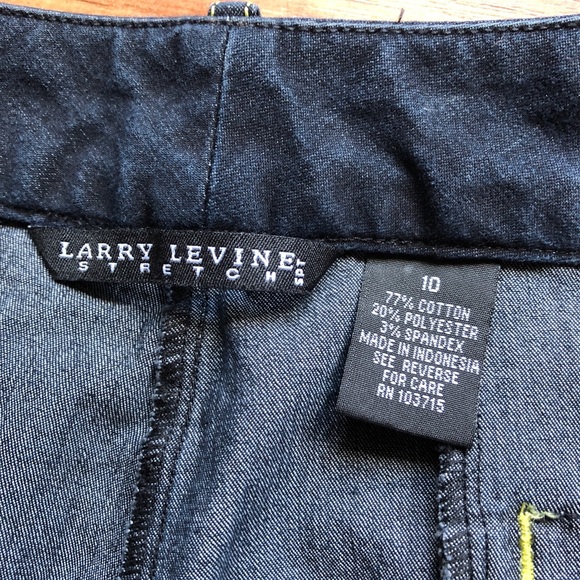 LARRY LEVINE SPT
STRETCH
10
77% COTTON
20% POLYESTER
3% SPANDEX
MADE IN INDONESIA
SEE REVERSE
FOR CARE
RN 103715